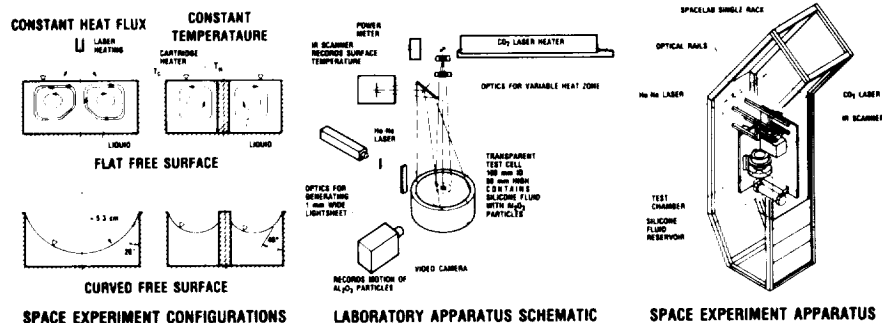 CONSTANT HEAT FLUX
LASER
HEATING
CONSTANT
TEMPERATAURE
CARTRIDGE
HEATER
LIQUID
LIQUID
FLAT FREE SURFACE
CURVED FREE SURFACE
SPACE EXPERIMENT CONFIGURATIONS
POWER
METER
IR SCANNER
RECORDS SURFACE
TEMPERATURE
CO₂ LASER HEATER
OPTICS FOR VARIABLE HEAT ZONE
He-Ne
LASER
OPTICS FOR
GENERATING
1 mm WIDE
LIGHTSHEET
TRANSPARENT
TEST CELL
100 mm ID
HIGH
CONTAINS
SILICONE FLUID
WITH Al₂O₃
PARTICLES
VIDEO CAMERA
RECORDS MOTION OF
Al₂O₃ PARTICLES
LABORATORY APPARATUS SCHEMATIC
SPACELAB SINGLE RACK
OPTICAL RAILS
He-Ne LASER
CO₂ LASER
IR SCANNER
TEST
CHAMBER
SILICONE
FLUID
RESERVOIR
SPACE EXPERIMENT APPARATUS